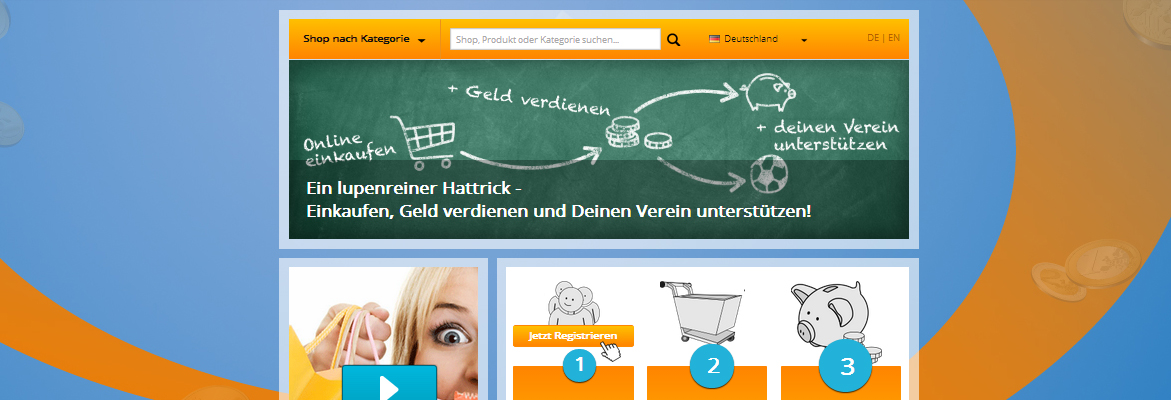 Shop nach Kategorie
Shop, Produkt oder Kategorie suchen...
Deutschland
DE | EN
+ Geld verdienen
Online
einkaufen
+ deinen Verein
unterstützen
Ein lupenreiner Hattrick -
Einkaufen, Geld verdienen und Deinen Verein unterstützen!
Jetzt Registrieren
1
2
3